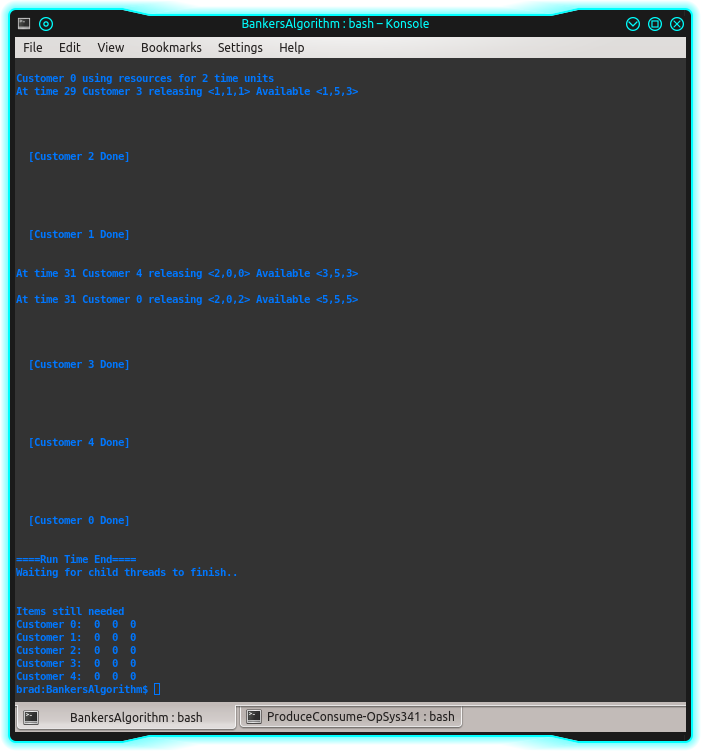 BankersAlgorithm : bash – Konsole
File Edit View Bookmarks Settings Help
Customer 0 using resources for 2 time units
At time 29 Customer 3 releasing <1,1,1> Available <1,5,3>
[Customer 2 Done]
[Customer 1 Done]
At time 31 Customer 4 releasing <2,0,0> Available <3,5,3>
At time 31 Customer 0 releasing <2,0,2> Available <5,5,5>
[Customer 3 Done]
[Customer 4 Done]
[Customer 0 Done]
====Run Time End====
Waiting for child threads to finish..
Items still needed
Customer 0:  0  0  0
Customer 1:  0  0  0
Customer 2:  0  0  0
Customer 3:  0  0  0
Customer 4:  0  0  0
brad:BankersAlgorithm$
BankersAlgorithm : bash
ProduceConsume-OpSys341 : bash